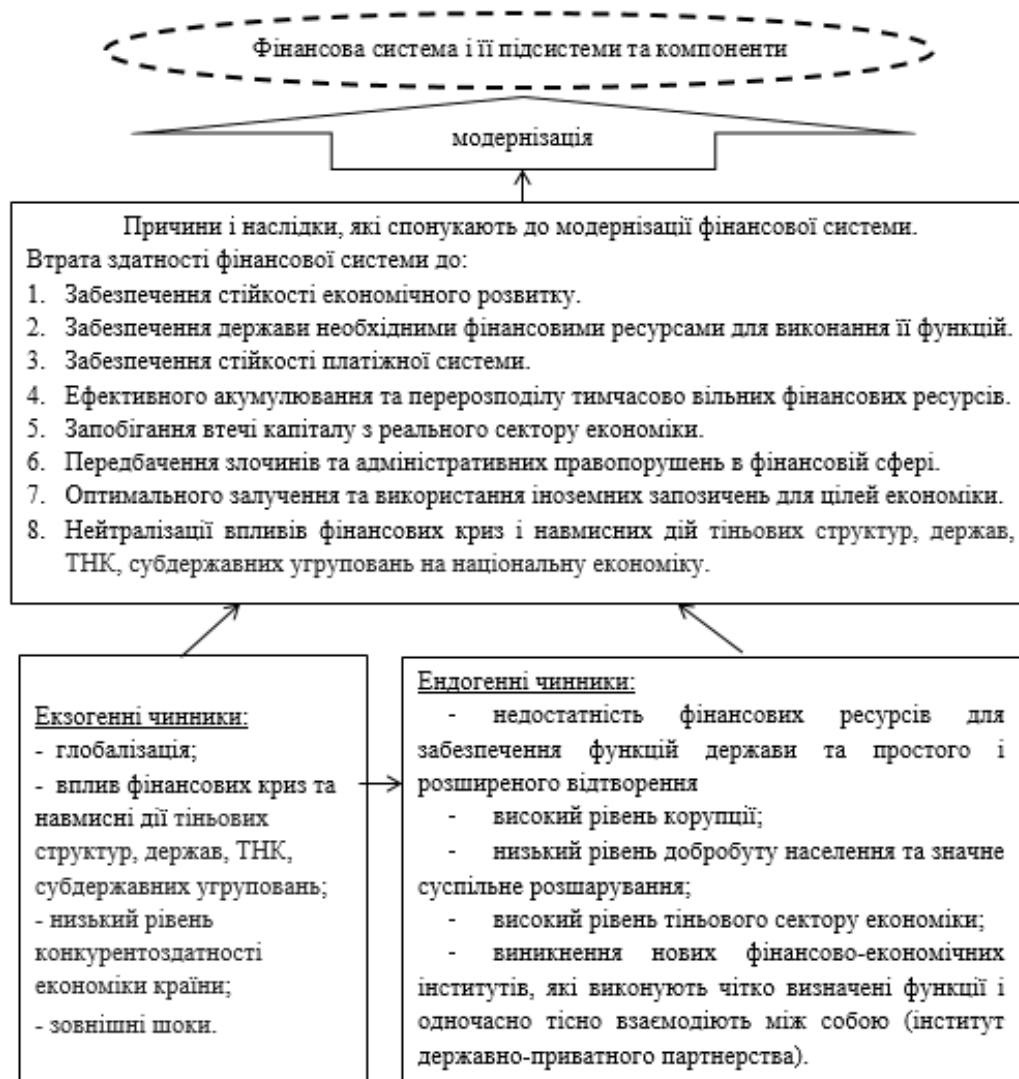 Фінансова система і її підсистеми та компоненти
модернізація
Причини і наслідки, які спонукають до модернізації фінансової системи.
Втрата здатності фінансової системи до:
1. Забезпечення стійкості економічного розвитку.
2. Забезпечення держави необхідними фінансовими ресурсами для виконання її функцій.
3. Забезпечення стійкості платіжної системи.
4. Ефективного акумулювання та перерозподілу тимчасово вільних фінансових ресурсів.
5. Запобігання втечі капіталу з реального сектору економіки.
6. Передбачення злочинів та адміністративних правопорушень в фінансовій сфері.
7. Оптимального залучення та використання іноземних запозичень для цілей економіки.
8. Нейтралізації впливів фінансових криз і навмисних дій тіньових структур, держав,
ТНК, субдержавних угруповань на національну економіку.
Екзогенні чинники:
- глобалізація;
- вплив фінансових криз та
навмисні дії тіньових
структур, держав, ТНК,
субдержавних угруповань;
- низький рівень
конкурентоздатності
економіки країни;
- зовнішні шоки.
Ендогенні чинники:
- недостатність фінансових ресурсів для
забезпечення функцій держави та простого і
розширеного відтворення
- високий рівень корупції;
- низький рівень добробуту населення та значне
суспільне розшарування;
- високий рівень тіньового сектору економіки;
- виникнення нових фінансово-економічних
інститутів, які виконують чітко визначені функції і
одночасно тісно взаємодіють між собою (інститут
державно-приватного партнерства).